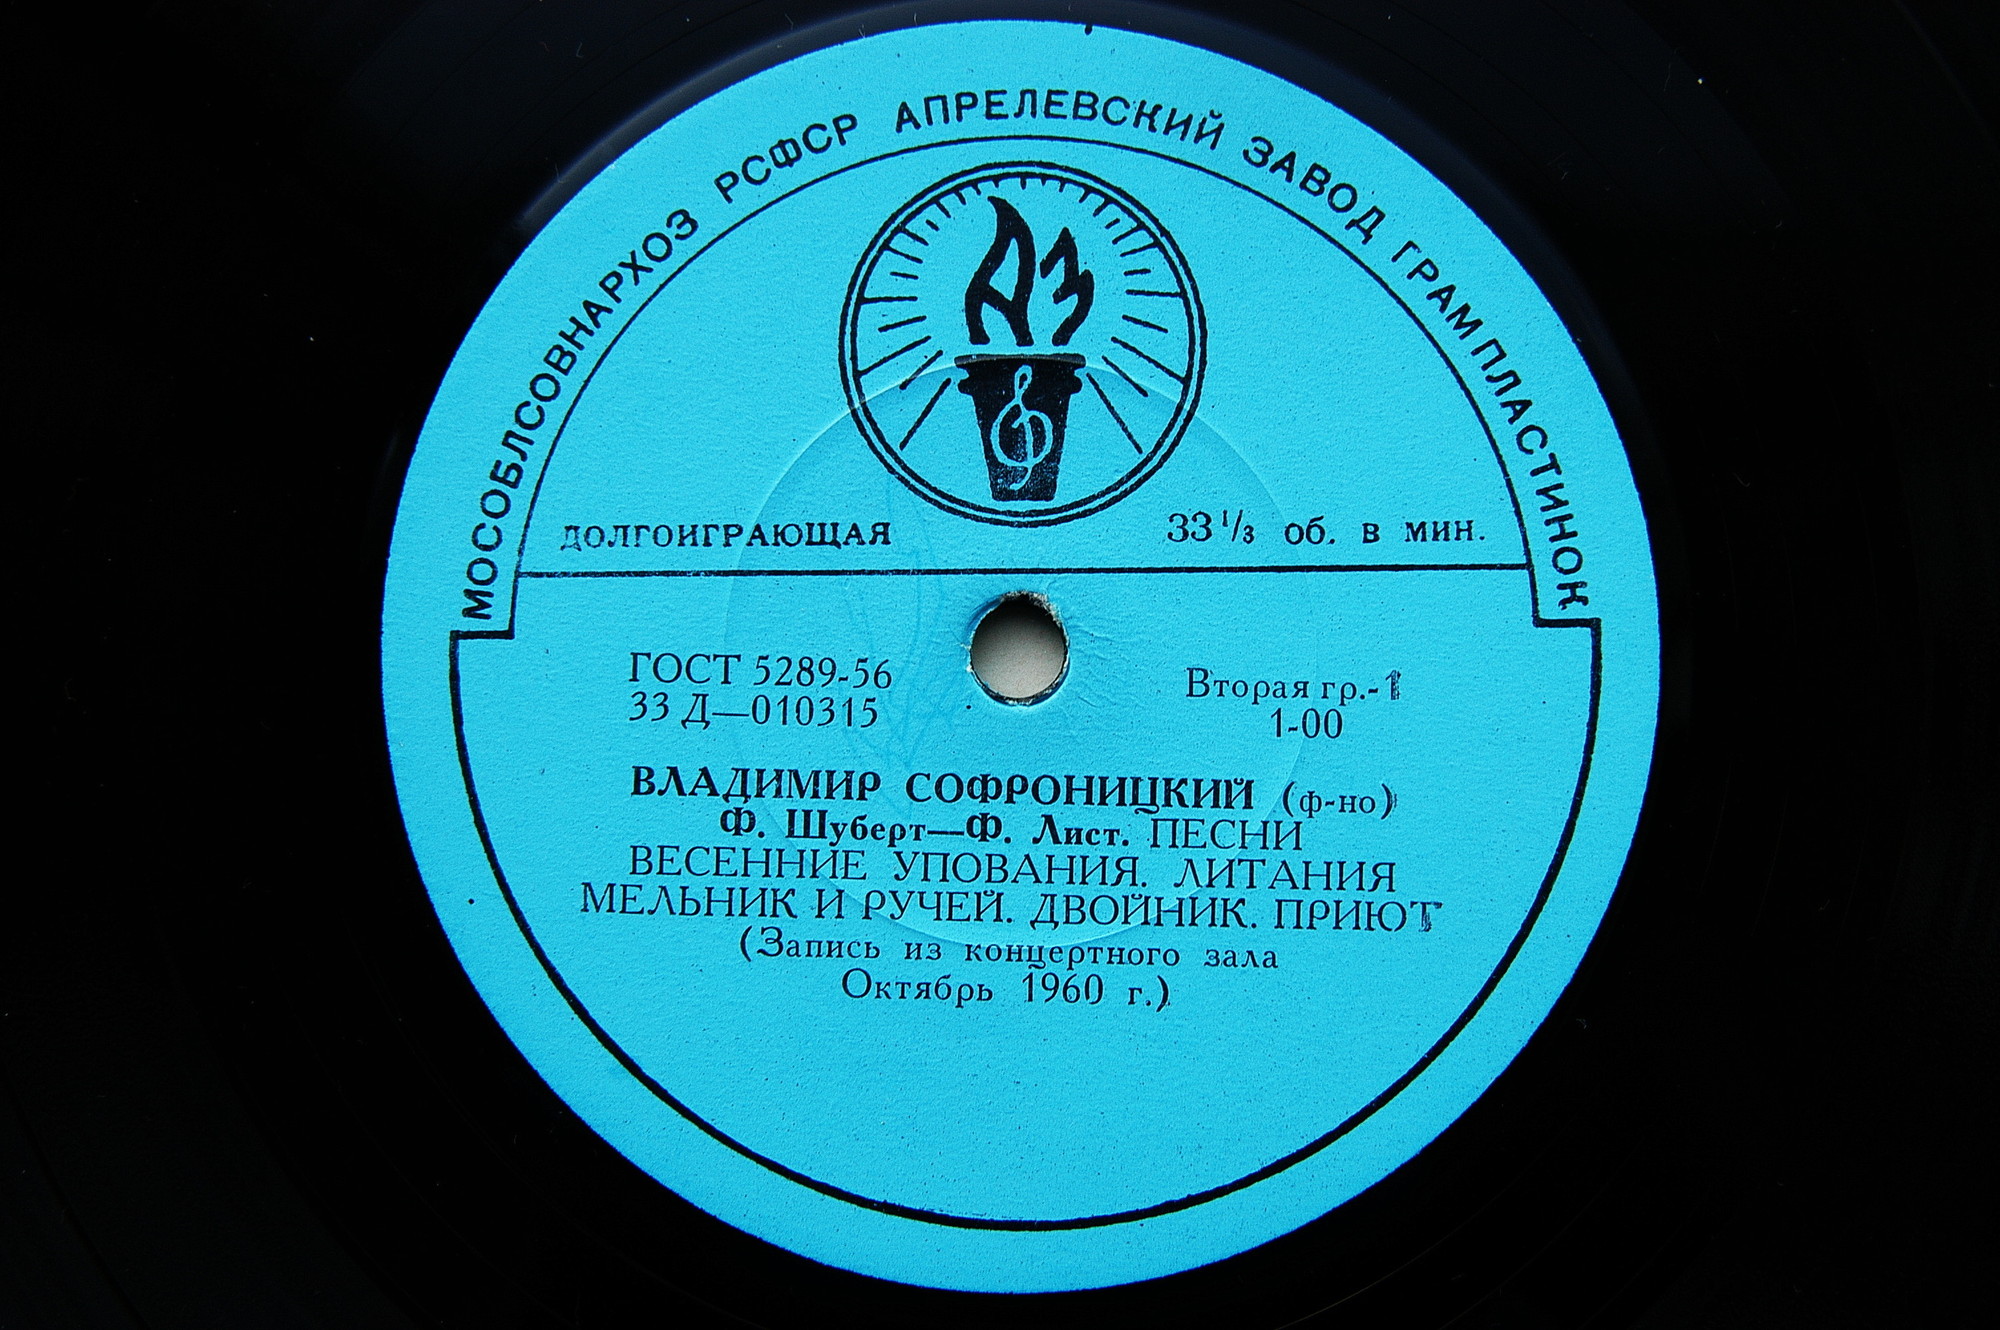 МОСОБЛСОВНАРХОЗ РСФСР АПРЕЛЕВСКИЙ ЗАВОД ГРАМПЛАСТИНОК
АЗ
ДОЛГОИГРАЮЩАЯ 33 1/3 об. в мин.
ГОСТ 5289-56 Вторая гр.-1
33 Д—010315 1-00
ВЛАДИМИР СОФРОНИЦКИЙ (ф-но)
Ф. Шуберт—Ф. Лист. ПЕСНИ
ВЕСЕННИЕ УПОВАНИЯ. ЛИТАНИЯ
МЕЛЬНИК И РУЧЕЙ. ДВОЙНИК. ПРИЮТ
(Запись из концертного зала
Октябрь 1960 г.)